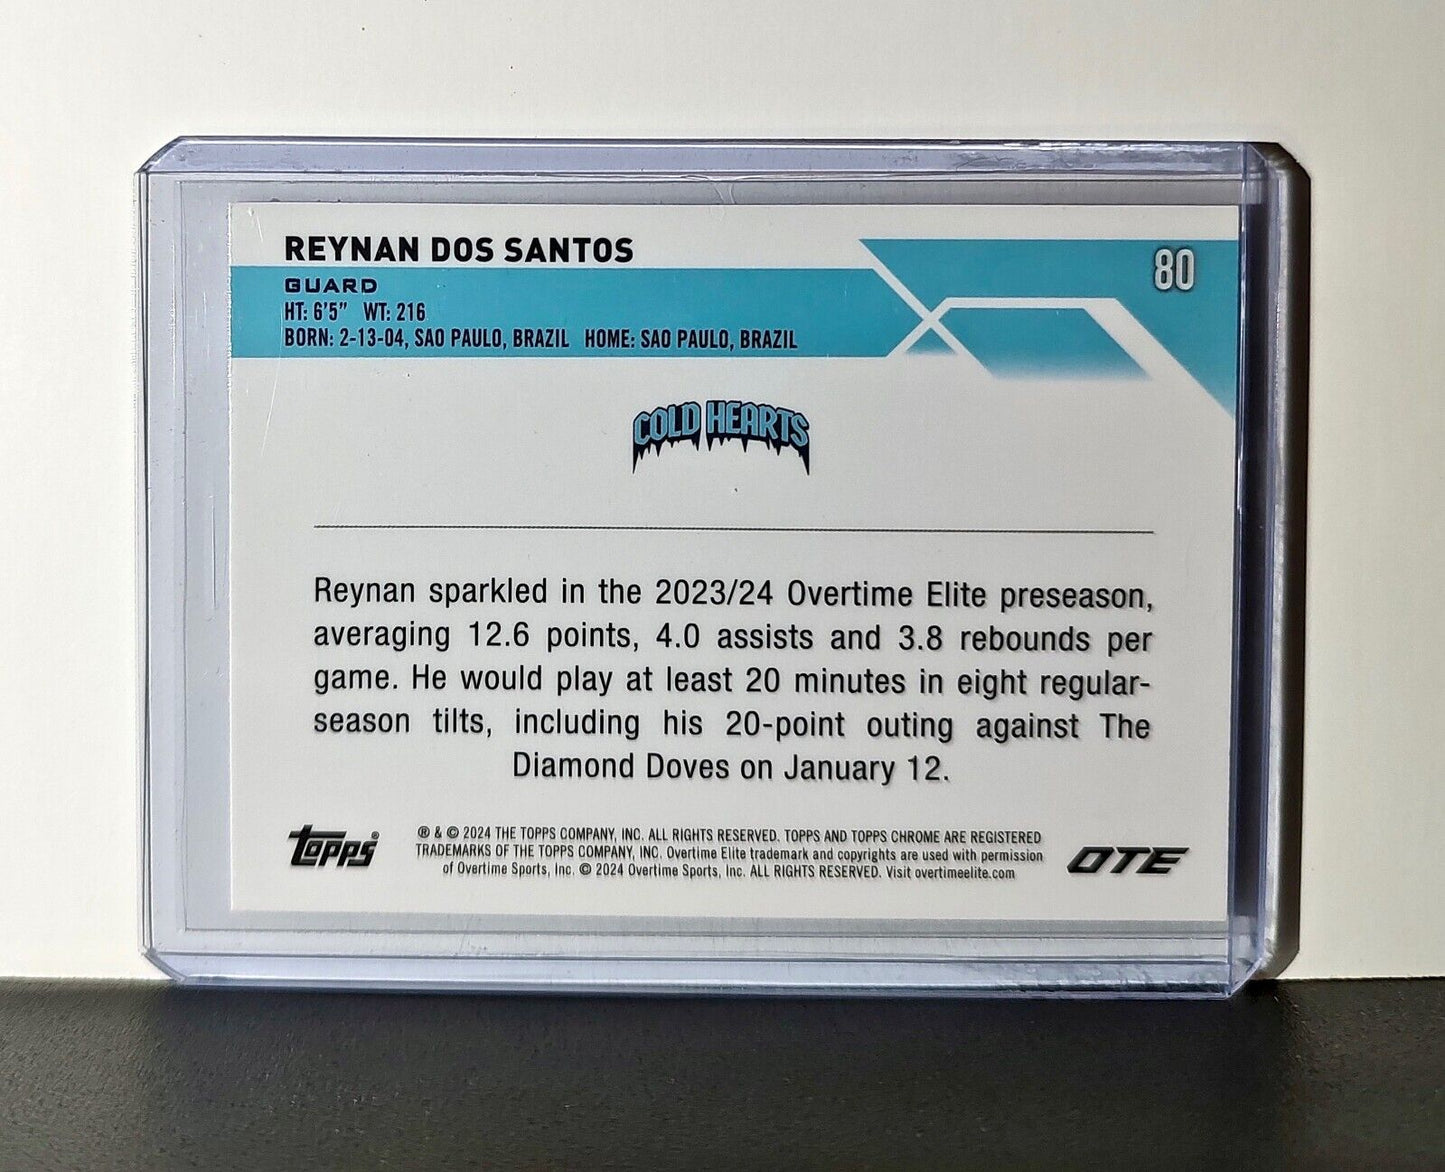 REYNAN DOS SANTOS
80
GUARD
HT: 6'5" WT: 216
BORN: 2-13-04, SAO PAULO, BRAZIL HOME: SAO PAULO, BRAZIL
COLD HEARTS
Reynan sparkled in the 2023/24 Overtime Elite preseason,
averaging 12.6 points, 4.0 assists and 3.8 rebounds per
game. He would play at least 20 minutes in eight regular-
season tilts, including his 20-point outing against The
Diamond Doves on January 12.
Topps®
® & © 2024 THE TOPPS COMPANY, INC. ALL RIGHTS RESERVED. TOPPS AND TOPPS CHROME ARE REGISTERED
TRADEMARKS OF THE TOPPS COMPANY, INC. Overtime Elite trademark and copyrights are used with permission
of Overtime Sports, Inc. © 2024 Overtime Sports, Inc. ALL RIGHTS RESERVED. Visit overtimeelite.com
OTE